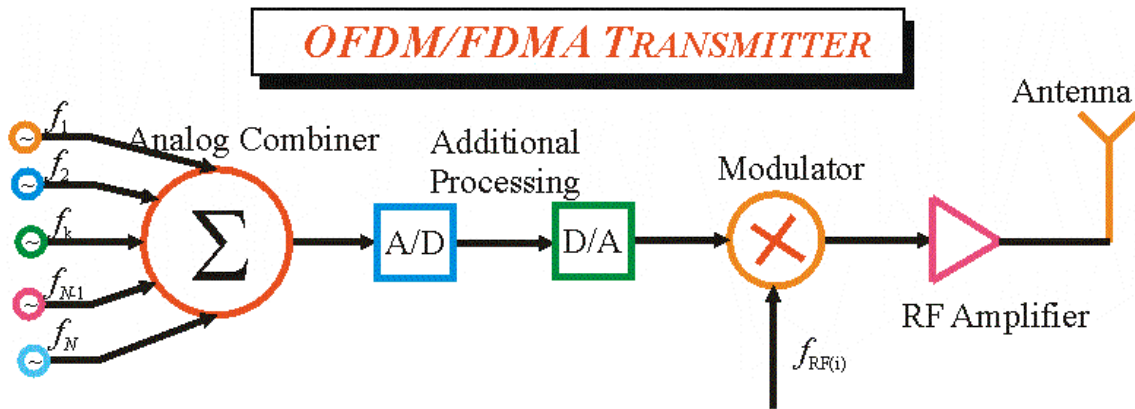 OFDM/FDMA TRANSMITTER
Antenna
f1
Analog Combiner
Additional
Processing
Modulator
f2
fk
Σ
A/D
D/A
fN-1
RF Amplifier
fN
fRF(i)